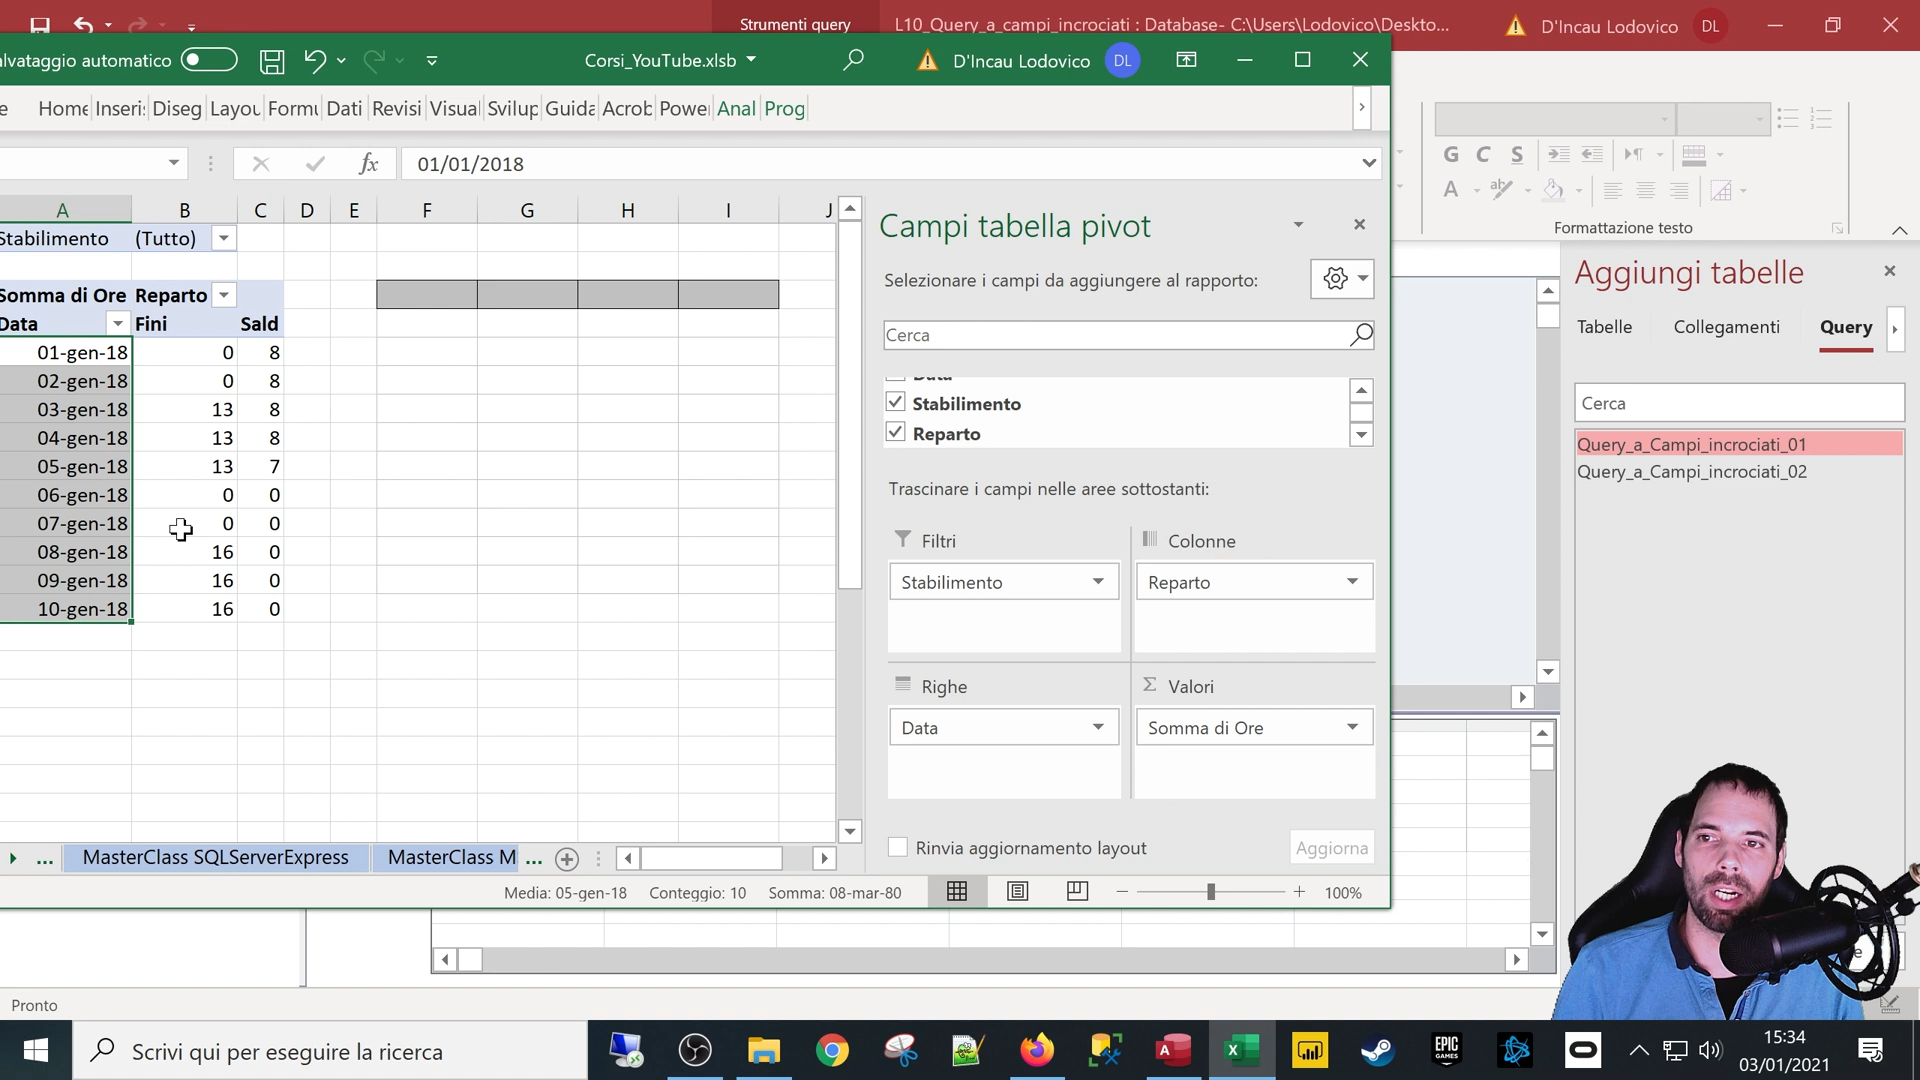 Strumenti query
L10_Query_a_campi_incrociati : Database- C:\Users\Lodovico\Deskto...
D'Incau Lodovico
DL
Salvataggio automatico
Corsi_YouTube.xlsb
D'Incau Lodovico
DL
Home
Inseri
Diseg
Layou
Formu
Dati
Revisi
Visual
Svilup
Guida
Acrob
Powe
Anal
Prog
fx
01/01/2018
G C S
A
Formattazione testo
A B C D E F G H I J
Stabilimento (Tutto)
Somma di Ore Reparto
Data Fini Sald
01-gen-18 0 8
02-gen-18 0 8
03-gen-18 13 8
04-gen-18 13 8
05-gen-18 13 7
06-gen-18 0 0
07-gen-18 0 0
08-gen-18 16 0
09-gen-18 16 0
10-gen-18 16 0
Campi tabella pivot
Selezionare i campi da aggiungere al rapporto:
Cerca
Data
Stabilimento
Reparto
Trascinare i campi nelle aree sottostanti:
Filtri
Colonne
Stabilimento
Reparto
Righe
Σ Valori
Data
Somma di Ore
Rinvia aggiornamento layout
Aggiorna
Aggiungi tabelle
Tabelle
Collegamenti
Query
Cerca
Query_a_Campi_incrociati_01
Query_a_Campi_incrociati_02
... MasterClass SQLServerExpress
MasterClass M ...
Media: 05-gen-18
Conteggio: 10
Somma: 08-mar-80
100%
Pronto
Scrivi qui per eseguire la ricerca
EPIC
GAMES
15:34
03/01/2021